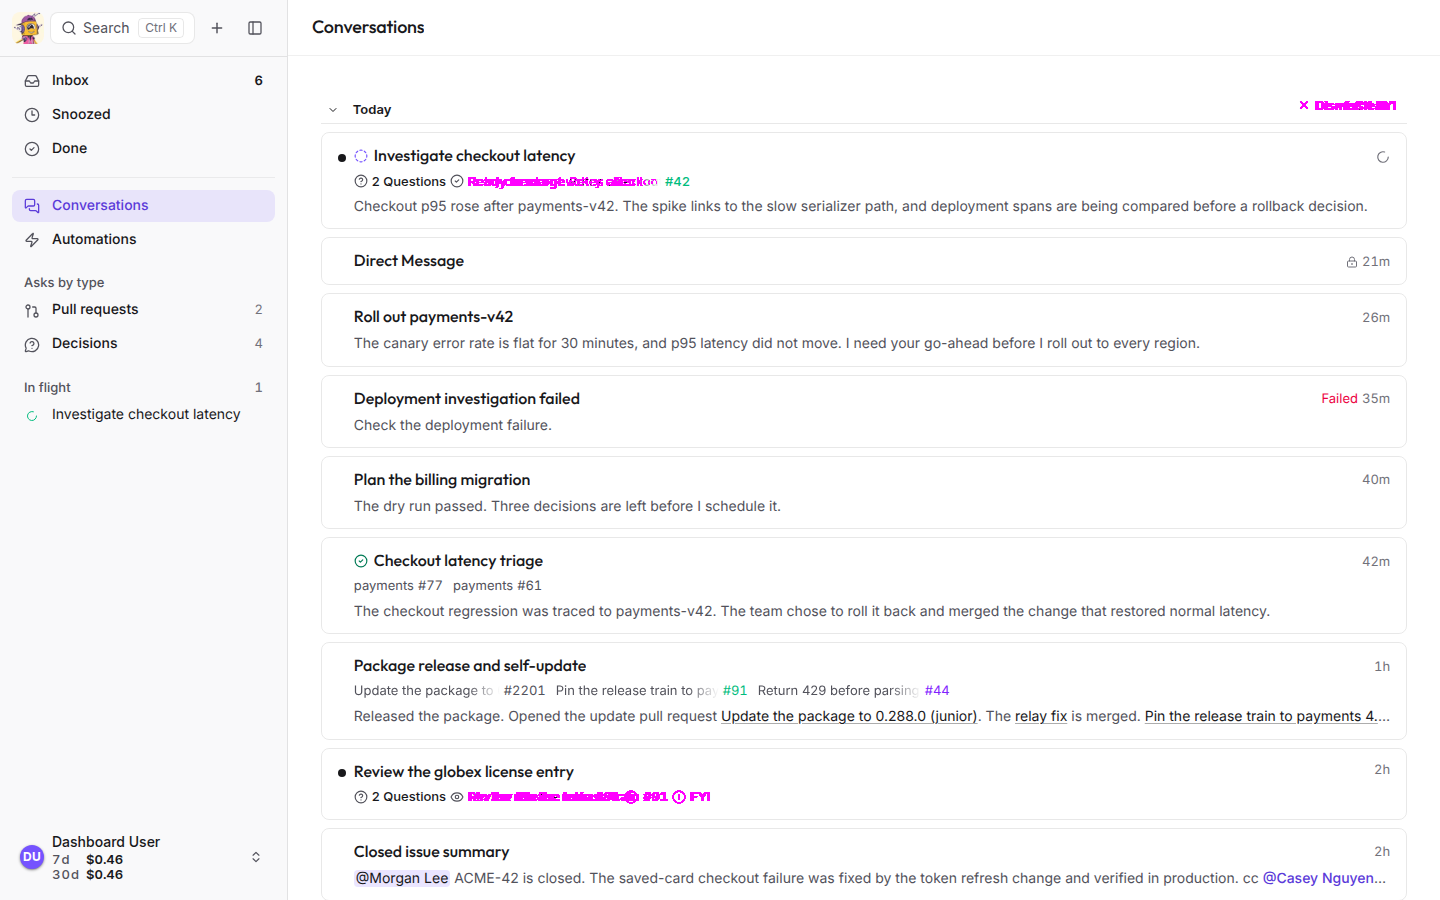 Search Ctrl K
Inbox 6
Snoozed
Done
Conversations
Automations
Asks by type
Pull requests 2
Decisions 4
In flight 1
Investigate checkout latency
DU Dashboard User
7d $0.46
30d $0.46
Conversations
Today
Investigate checkout latency
2 Questions #42
Checkout p95 rose after payments-v42. The spike links to the slow serializer path, and deployment spans are being compared before a rollback decision.
Direct Message 21m
Roll out payments-v42 26m
The canary error rate is flat for 30 minutes, and p95 latency did not move. I need your go-ahead before I roll out to every region.
Deployment investigation failed Failed 35m
Check the deployment failure.
Plan the billing migration 40m
The dry run passed. Three decisions are left before I schedule it.
Checkout latency triage 42m
payments #77 payments #61
The checkout regression was traced to payments-v42. The team chose to roll it back and merged the change that restored normal latency.
Package release and self-update 1h
Update the package to #2201 Pin the release train to pay #91 Return 429 before parsing #44
Released the package. Opened the update pull request Update the package to 0.288.0 (junior). The relay fix is merged. Pin the release train to payments 4....
Review the globex license entry 2h
2 Questions FYI
Closed issue summary 2h
@Morgan Lee ACME-42 is closed. The saved-card checkout failure was fixed by the token refresh change and verified in production. cc @Casey Nguyen...